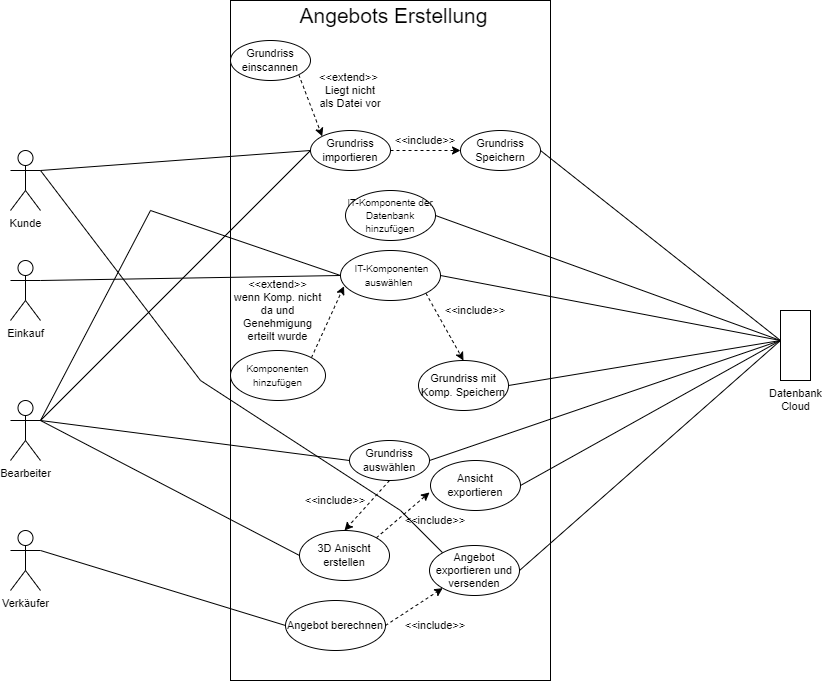 Angebots Erstellung
Grundriss
einscannen
<<extend>>
Liegt nicht
als Datei vor
Grundriss
importieren
<<include>>
Grundriss
Speichern
Kunde
IT-Komponente der
Datenbank
hinzufügen
Einkauf
IT-Komponenten
auswählen
<<extend>>
wenn Komp. nicht
da und
Genehmigung
erteilt wurde
<<include>>
Komponenten
hinzufügen
Grundriss mit
Komp. Speichern
Datenbank
Cloud
Bearbeiter
Grundriss
auswählen
Ansicht
exportieren
<<include>>
<<include>>
3D Anischt
erstellen
Angebot
exportieren und
versenden
Verkäufer
Angebot berechnen
<<include>>